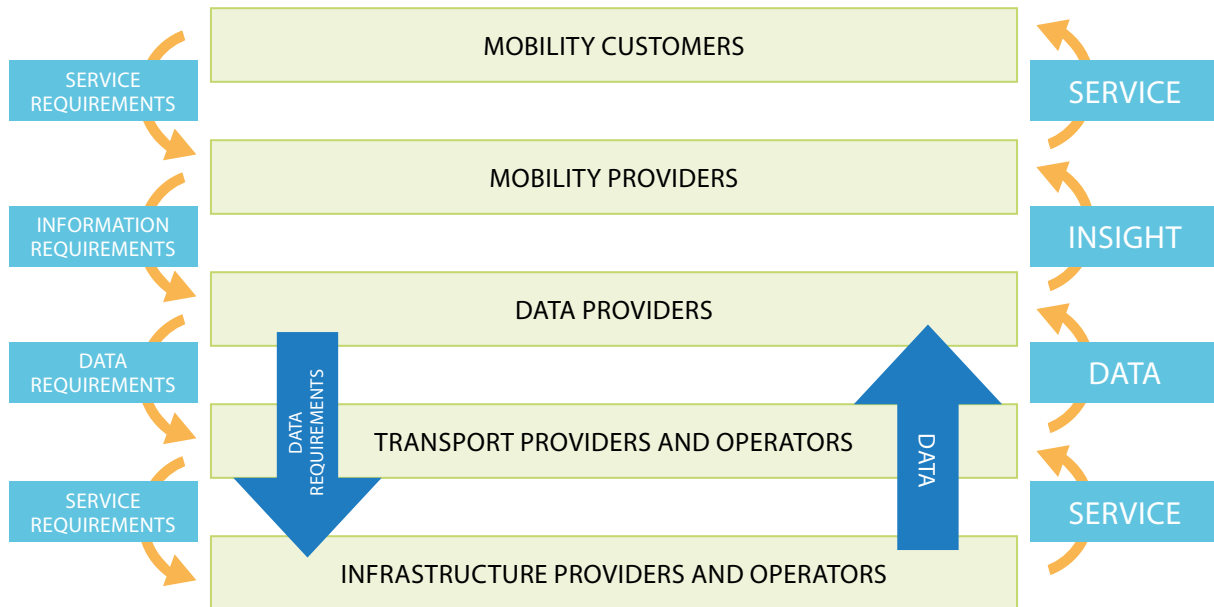 MOBILITY CUSTOMERS
SERVICE
REQUIREMENTS
SERVICE
MOBILITY PROVIDERS
INFORMATION
REQUIREMENTS
INSIGHT
DATA PROVIDERS
DATA
REQUIREMENTS
DATA
REQUIREMENTS
DATA
DATA
TRANSPORT PROVIDERS AND OPERATORS
SERVICE
REQUIREMENTS
SERVICE
INFRASTRUCTURE PROVIDERS AND OPERATORS